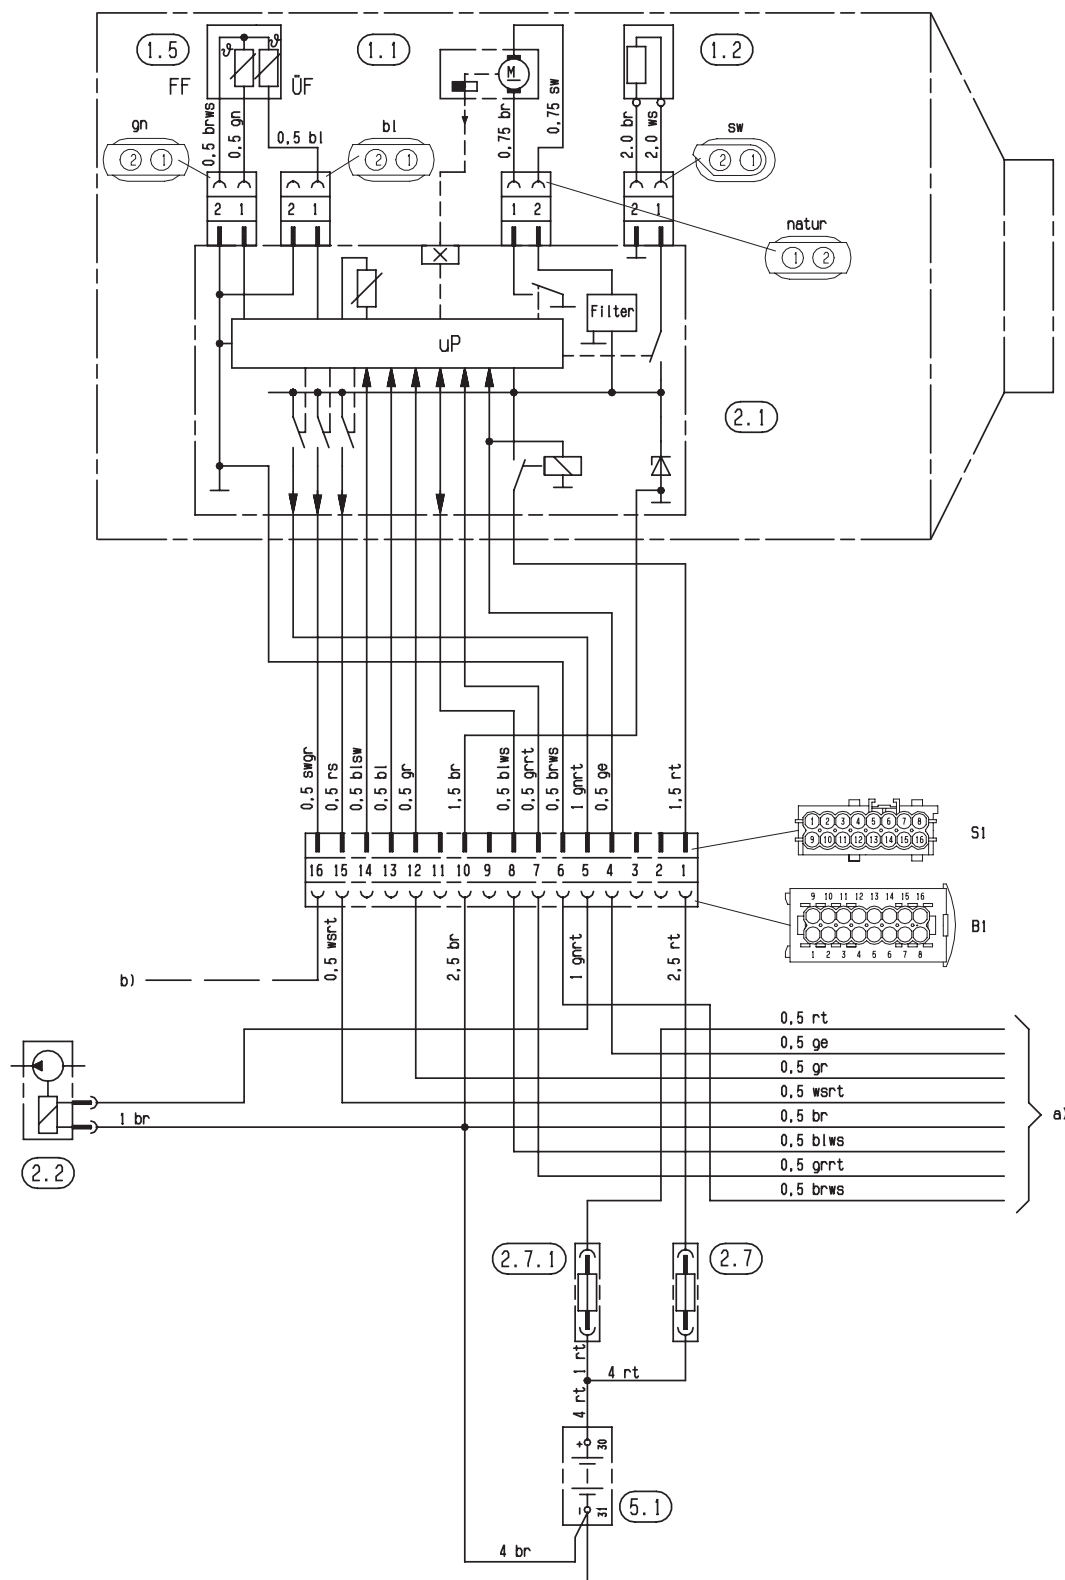 1.5
1.1
1.2
FF
ÜF
ϑ
ϑ
M
gn
bl
sw
natur
0,5 brws
0,5 gn
0,5 bl
0,75 br
0,75 sw
2.0 br
2,0 ws
2 1
2 1
2 1
1 2
2 1
2 1
1 2
2 1
Filter
uP
2.1
0,5 swgr
0,5 rs
0,5 blsw
0,5 bl
0,5 gr
1,5 br
0,5 blws
0,5 grrt
0,5 brws
1 gnrt
0,5 ge
1,5 rt
16 15 14 13 12 11 10 9 8 7 6 5 4 3 2 1
1 2 3 4 5 6 7 8
9 10 11 12 13 14 15 16
S1
9 10 11 12 13 14 15 16
1 2 3 4 5 6 7 8
B1
0,5 wsrt
2,5 br
1 gnrt
2,5 rt
b)
0,5 rt
0,5 ge
0,5 gr
0,5 wsrt
0,5 br
0,5 blws
0,5 grrt
0,5 brws
a)
1 br
2.2
2.7.1
2.7
1 rt
4 rt
4 rt
+ 30
- 31
5.1
4 br